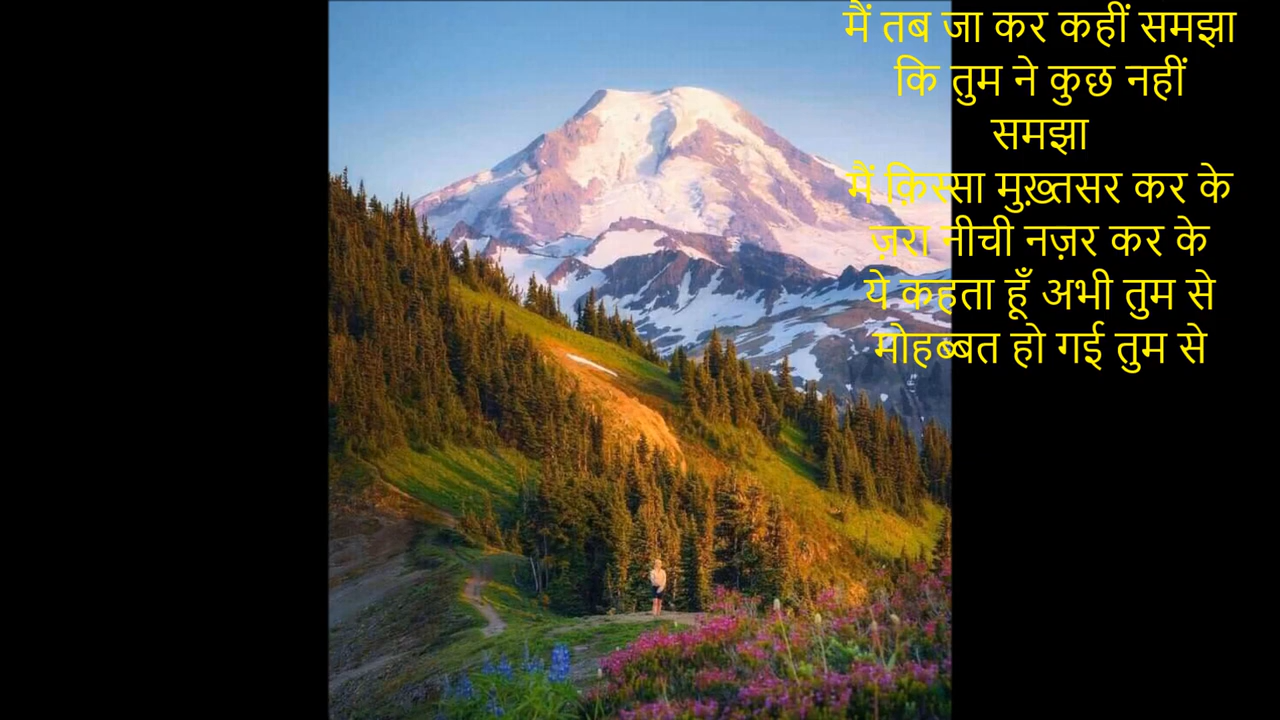 मैं तब जा कर कहीं समझा
कि तुम ने कुछ नहीं
समझा
मैं क़िस्सा मुख़्तसर कर के
ज़रा नीची नज़र कर के
ये कहता हूँ अभी तुम से
मोहब्बत हो गई तुम से